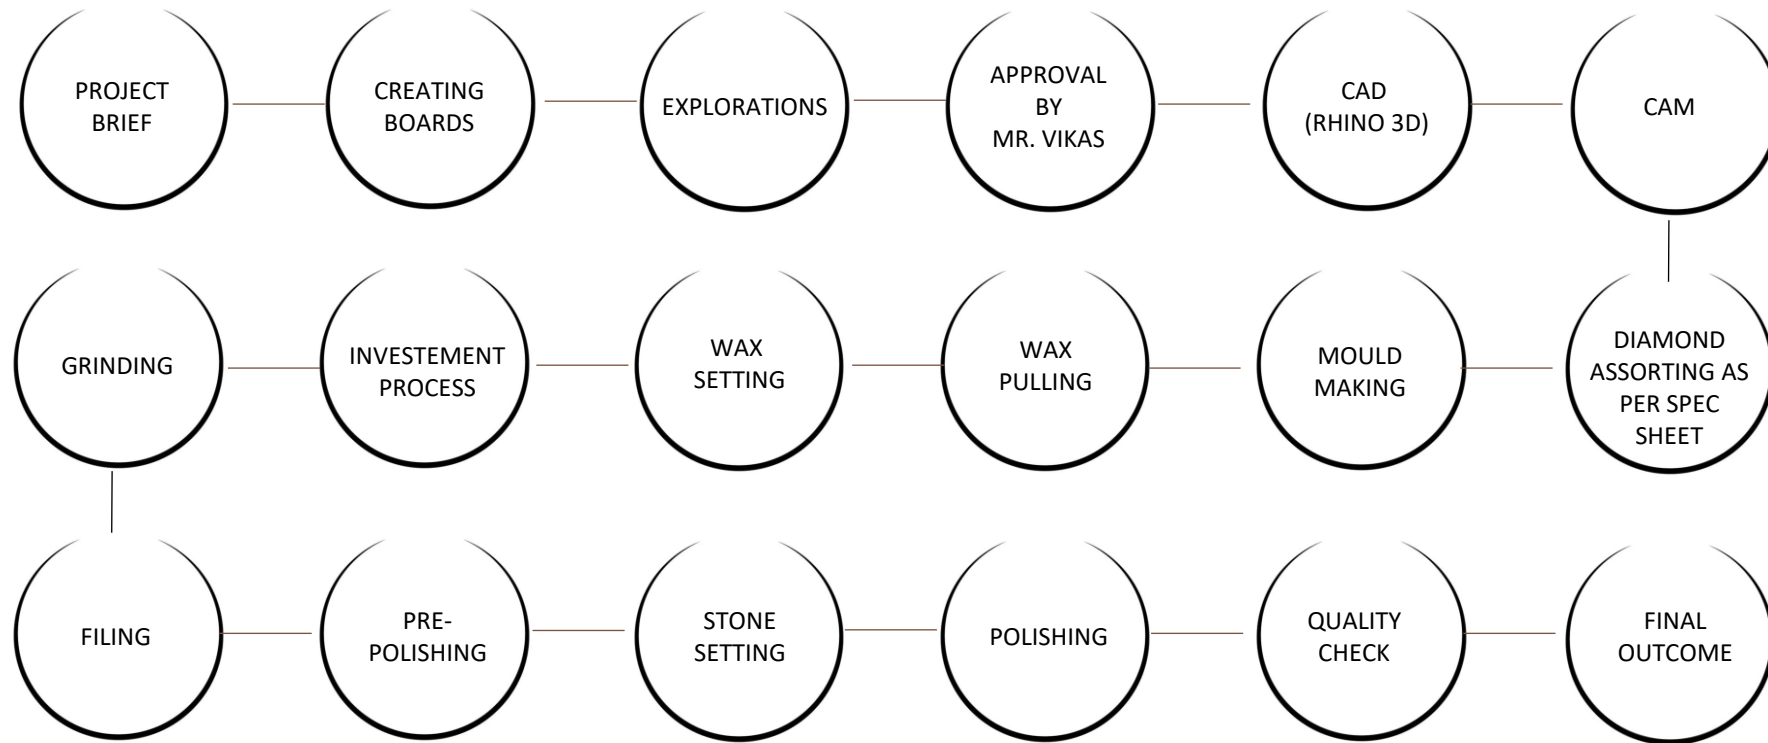 PROJECT
BRIEF
CREATING
BOARDS
EXPLORATIONS
APPROVAL
BY
MR. VIKAS
CAD
(RHINO 3D)
CAM
DIAMOND
ASSORTING AS
PER SPEC
SHEET
MOULD
MAKING
WAX
PULLING
WAX
SETTING
INVESTEMENT
PROCESS
GRINDING
FILING
PRE-
POLISHING
STONE
SETTING
POLISHING
QUALITY
CHECK
FINAL
OUTCOME